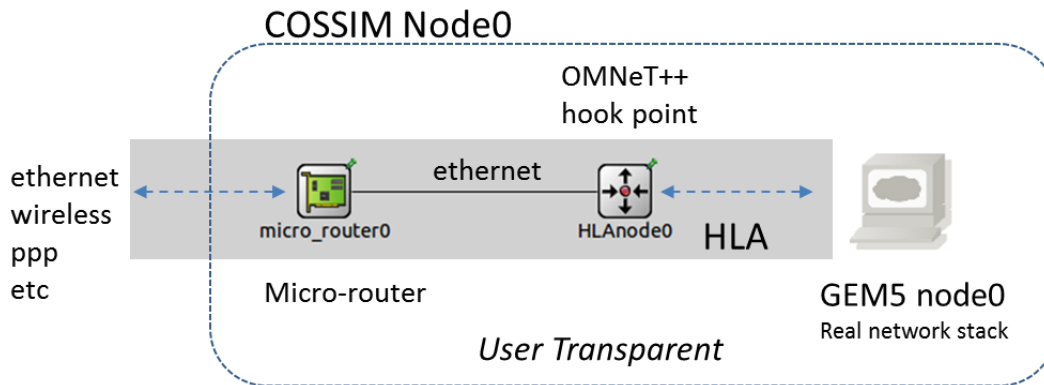 COSSIM Node0
OMNeT++
hook point
ethernet
wireless
ppp
etc
ethernet
micro_router0
HLAnode0
HLA
Micro-router
GEM5 node0
Real network stack
User Transparent